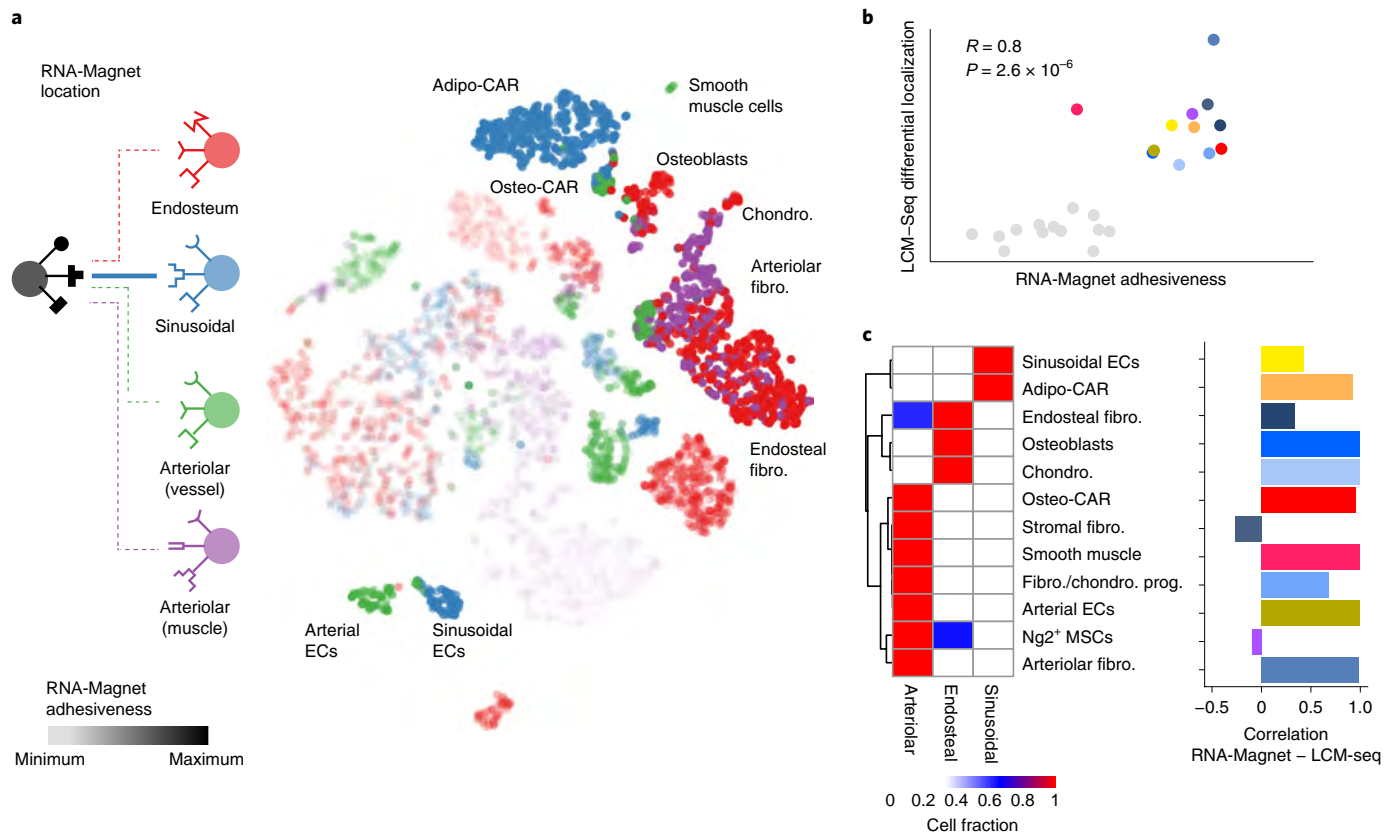 a
RNA-Magnet
location
Endosteum
Sinusoidal
Arteriolar
(vessel)
Arteriolar
(muscle)
RNA-Magnet
adhesiveness
Minimum
Maximum
Adipo-CAR
Smooth
muscle cells
Osteo-CAR
Osteoblasts
Chondro.
Arteriolar
fibro.
Endosteal
fibro.
Arterial
ECs
Sinusoidal
ECs
b
LCM–Seq differential localization
R = 0.8
P = 2.6 × 10⁻⁶
RNA-Magnet adhesiveness
c
Sinusoidal ECs
Adipo-CAR
Endosteal fibro.
Osteoblasts
Chondro.
Osteo-CAR
Stromal fibro.
Smooth muscle
Fibro./chondro. prog.
Arterial ECs
Ng2⁺ MSCs
Arteriolar fibro.
Arteriolar
Endosteal
Sinusoidal
0 0.2 0.4 0.6 0.8 1
Cell fraction
−0.5 0 0.5 1.0
Correlation
RNA-Magnet − LCM-seq